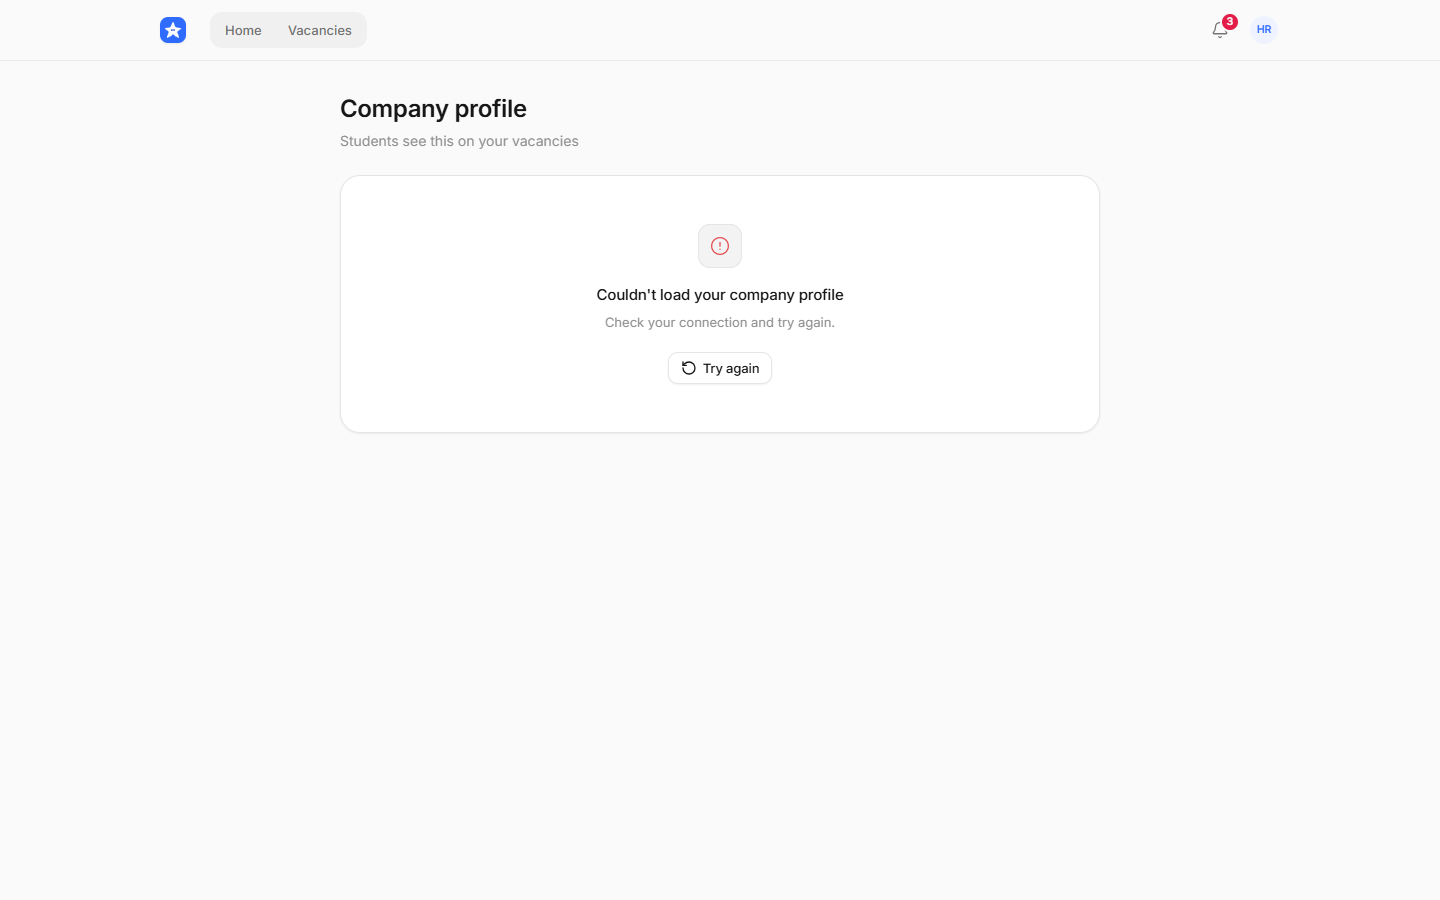 Home
Vacancies
3
HR
Company profile
Students see this on your vacancies
Couldn't load your company profile
Check your connection and try again.
Try again